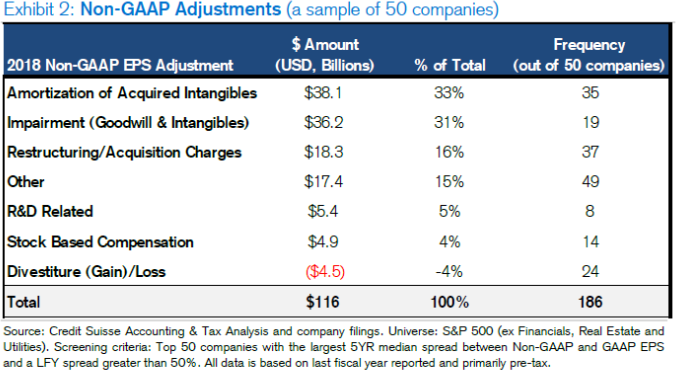 Exhibit 2: Non-GAAP Adjustments (a sample of 50 companies)
$ Amount Frequency
2018 Non-GAAP EPS Adjustment (USD, Billions) % of Total (out of 50 companies)
Amortization of Acquired Intangibles $38.1 33% 35
Impairment (Goodwill & Intangibles) $36.2 31% 19
Restructuring/Acquisition Charges $18.3 16% 37
Other $17.4 15% 49
R&D Related $5.4 5% 8
Stock Based Compensation $4.9 4% 14
Divestiture (Gain)/Loss ($4.5) -4% 24
Total $116 100% 186
Source: Credit Suisse Accounting & Tax Analysis and company filings. Universe: S&P 500 (ex Financials, Real Estate and
Utilities). Screening criteria: Top 50 companies with the largest 5YR median spread between Non-GAAP and GAAP EPS
and a LFY spread greater than 50%. All data is based on last fiscal year reported and primarily pre-tax.